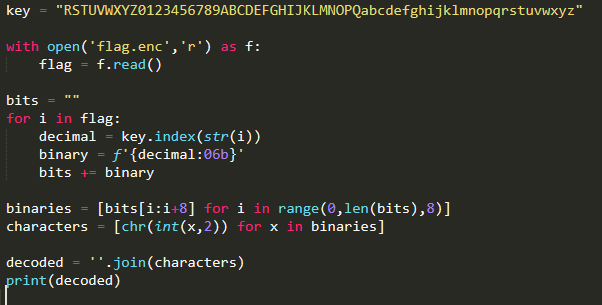 key = "RSTUVWXYZ0123456789ABCDEFGHIJKLMNOPQabcdefghijklmnopqrstuvwxyz"
with open('flag.enc','r') as f:
    flag = f.read()
bits = ""
for i in flag:
    decimal = key.index(str(i))
    binary = f'{decimal:06b}'
    bits += binary
binaries = [bits[i:i+8] for i in range(0,len(bits),8)]
characters = [chr(int(x,2)) for x in binaries]
decoded = ''.join(characters)
print(decoded)